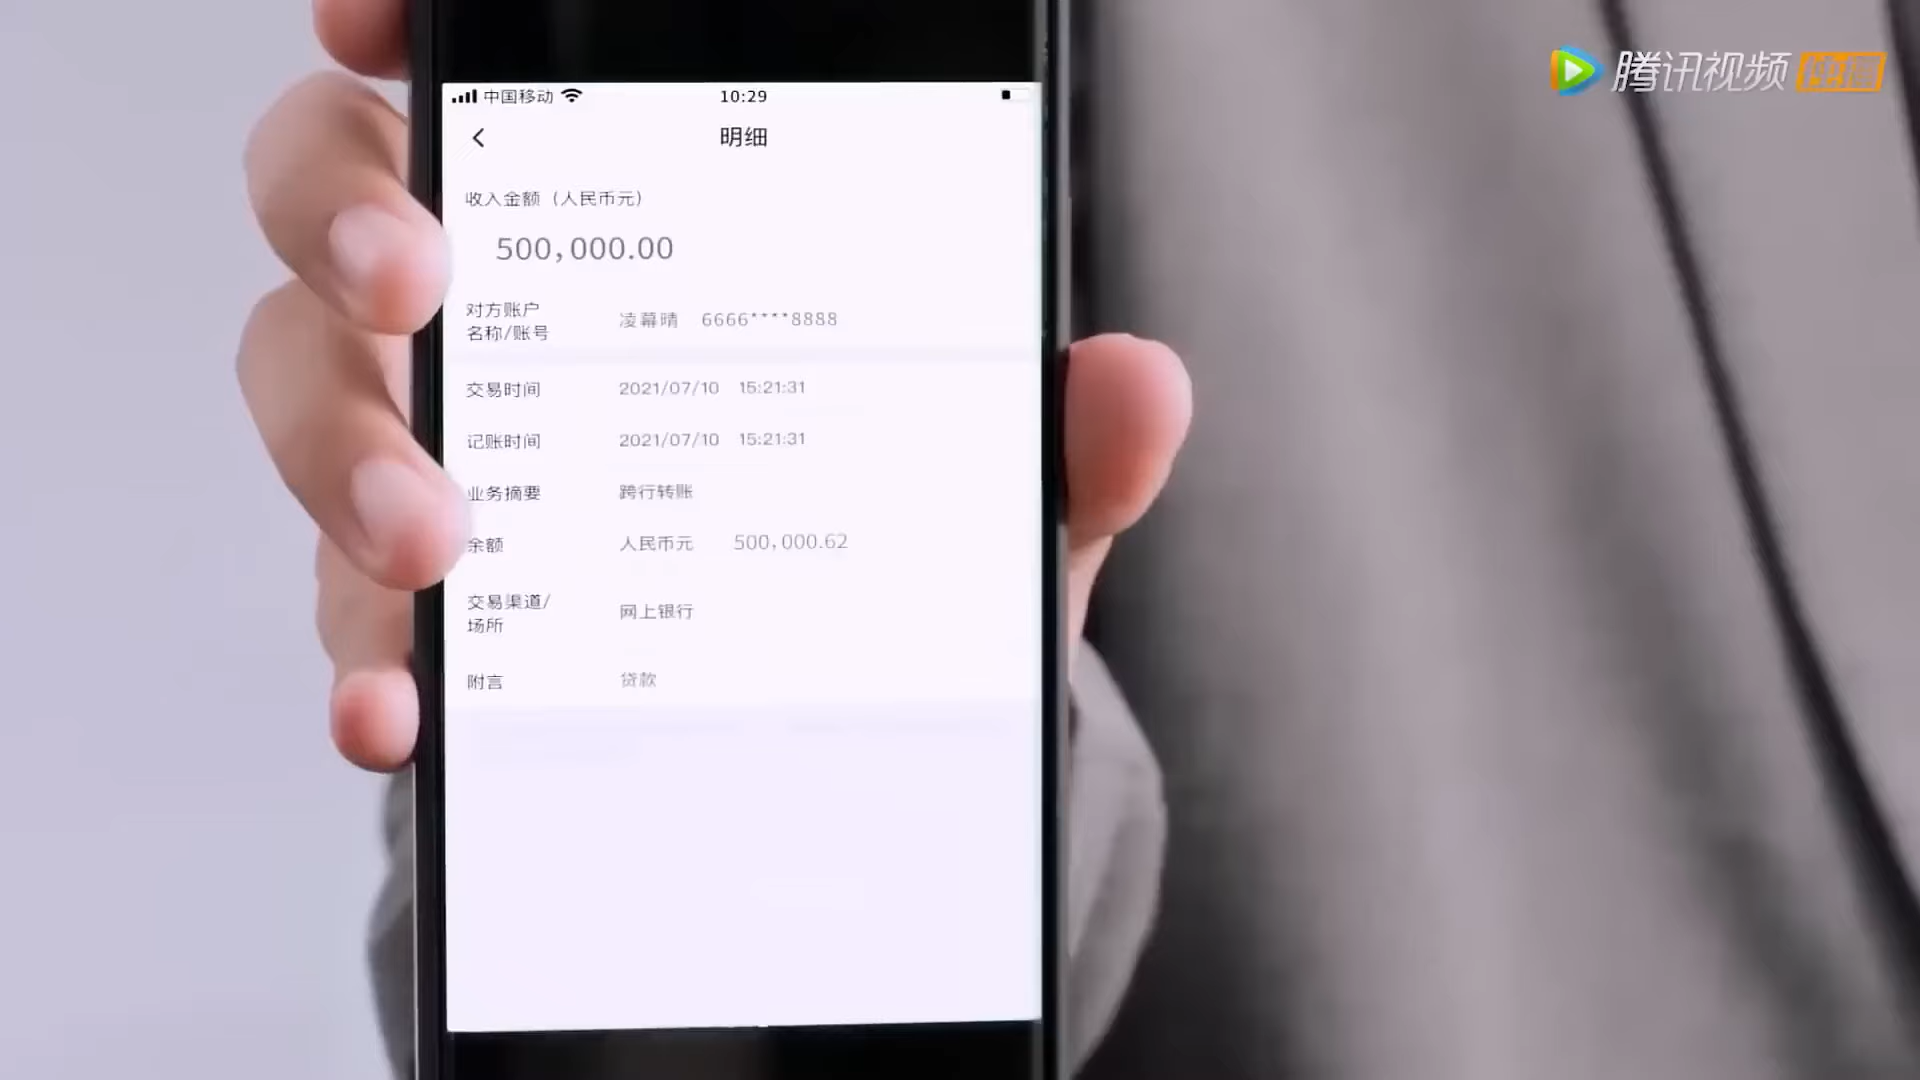 腾讯视频 独播
中国移动 10:29
明细
收入金额（人民币元）
500,000.00
对方账户
名称/账号
凌幕晴 6666****8888
交易时间 2021/07/10 15:21:31
记账时间 2021/07/10 15:21:31
业务摘要 跨行转账
余额 人民币元 500,000.62
交易渠道/
场所
网上银行
附言 贷款